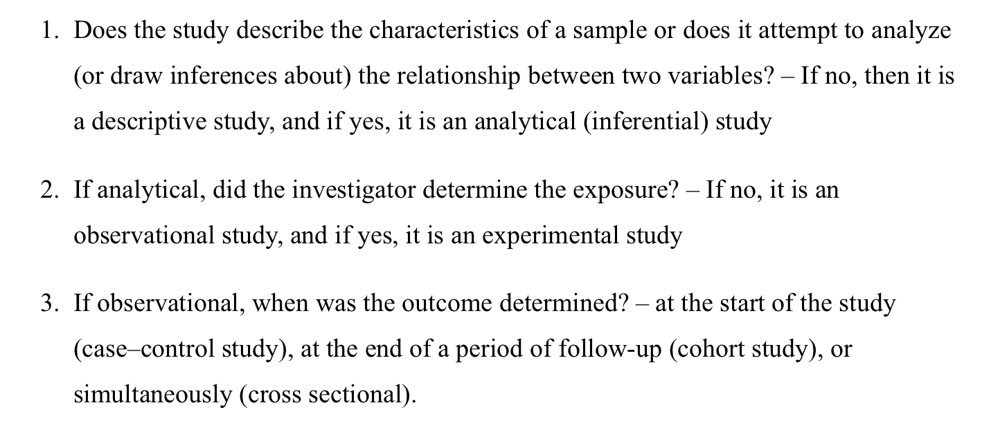 1. Does the study describe the characteristics of a sample or does it attempt to analyze
(or draw inferences about) the relationship between two variables? – If no, then it is
a descriptive study, and if yes, it is an analytical (inferential) study
2. If analytical, did the investigator determine the exposure? – If no, it is an
observational study, and if yes, it is an experimental study
3. If observational, when was the outcome determined? – at the start of the study
(case–control study), at the end of a period of follow-up (cohort study), or
simultaneously (cross sectional).